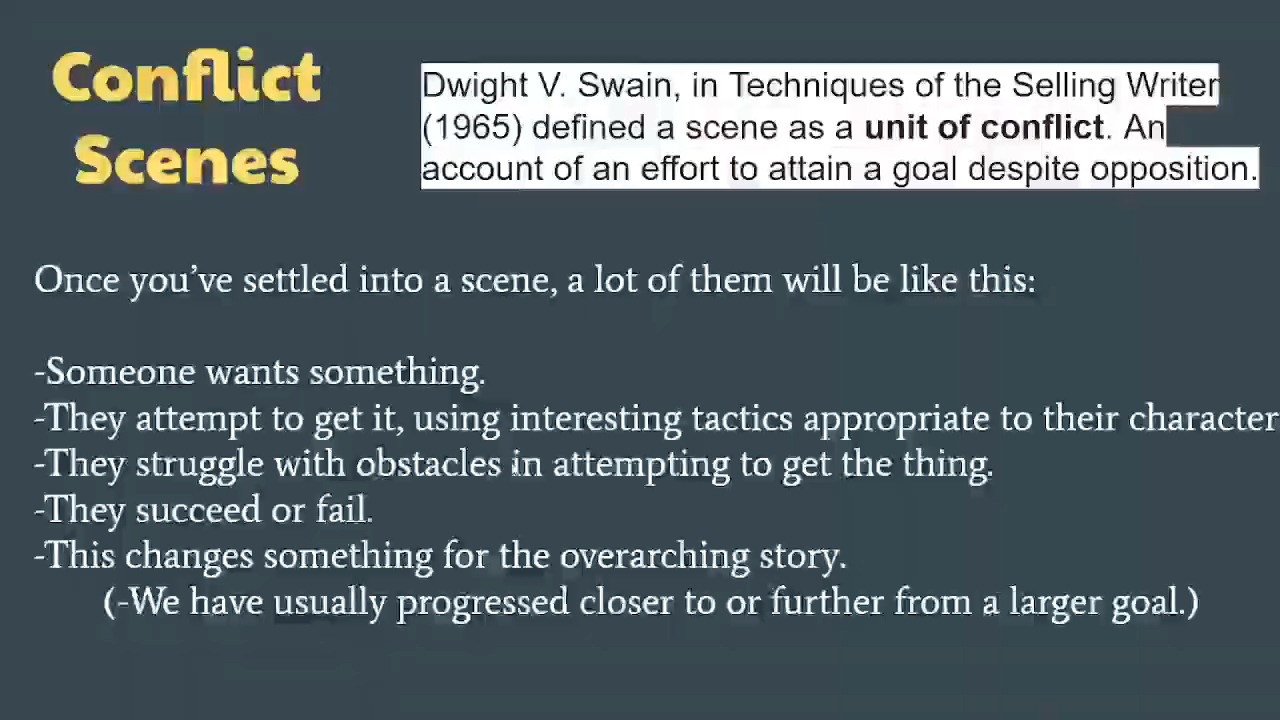 Conflict
Scenes
Dwight V. Swain, in Techniques of the Selling Writer
(1965) defined a scene as a unit of conflict. An
account of an effort to attain a goal despite opposition.
Once you’ve settled into a scene, a lot of them will be like this:
-Someone wants something.
-They attempt to get it, using interesting tactics appropriate to their character
-They struggle with obstacles in attempting to get the thing.
-They succeed or fail.
-This changes something for the overarching story.
(-We have usually progressed closer to or further from a larger goal.)